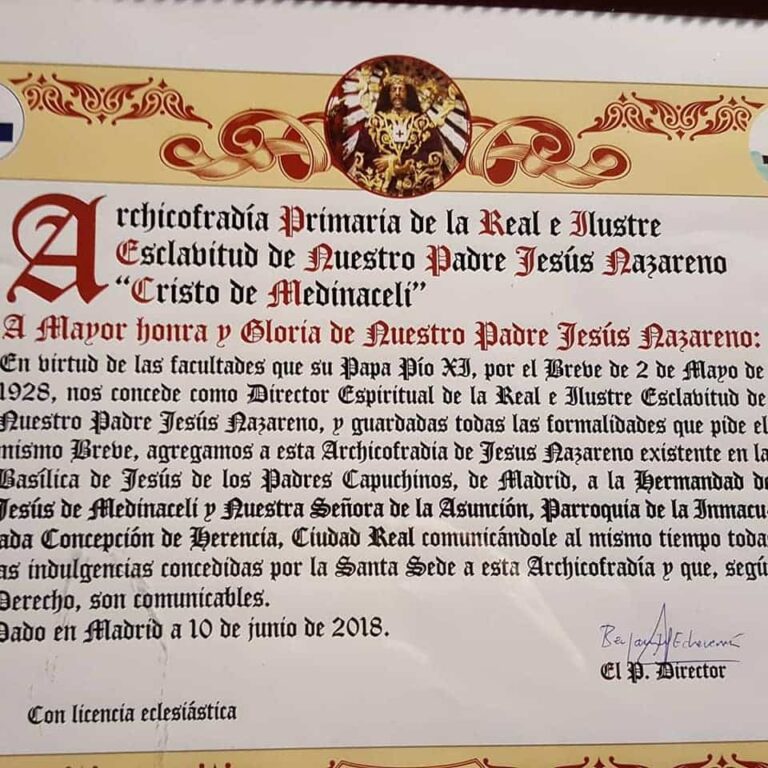 Archicofradía Primaria de la Real e Ilustre
Esclavitud de Nuestro Padre Jesús Nazareno
“Cristo de Medinaceli”
A Mayor honra y Gloria de Nuestro Padre Jesús Nazareno:
En virtud de las facultades que su Papa Pío XI, por el Breve de 2 de Mayo de
1928, nos concede como Director Espiritual de la Real e Ilustre Esclavitud de
Nuestro Padre Jesús Nazareno, y guardadas todas las formalidades que pide el
mismo Breve, agregamos a esta Archicofradia de Jesus Nazareno existente en la
Basílica de Jesús de los Padres Capuchinos, de Madrid, a la Hermandad de
Jesús de Medinaceli y Nuestra Señora de la Asunción, Parroquia de la Inmacu-
ada Concepción de Herencia, Ciudad Real comunicándole al mismo tiempo todas
as indulgencias concedidas por la Santa Sede a esta Archicofradía y que, según
Derecho, son comunicables.
Dado en Madrid a 10 de junio de 2018.
El P. Director
Con licencia eclesiástica